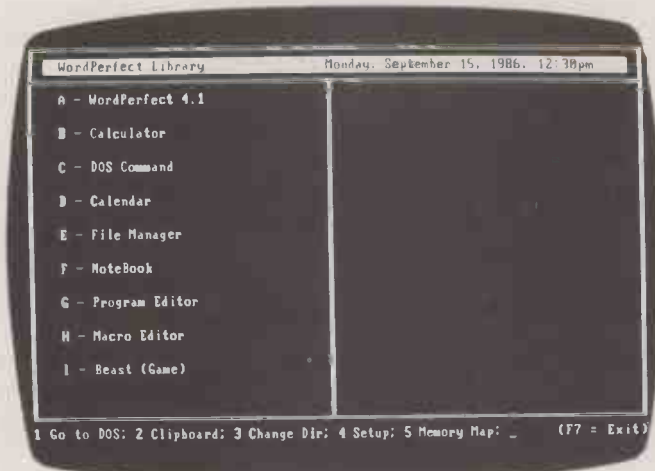 WordPerfect Library Monday, September 15, 1986, 12:30pm
A - WordPerfect 4.1
B - Calculator
C - DOS Command
D - Calendar
E - File Manager
F - NoteBook
G - Program Editor
H - Macro Editor
I - Beast (Game)
1 Go to DOS; 2 Clipboard; 3 Change Dir; 4 Setup; 5 Memory Map: _ (F7 = Exit)